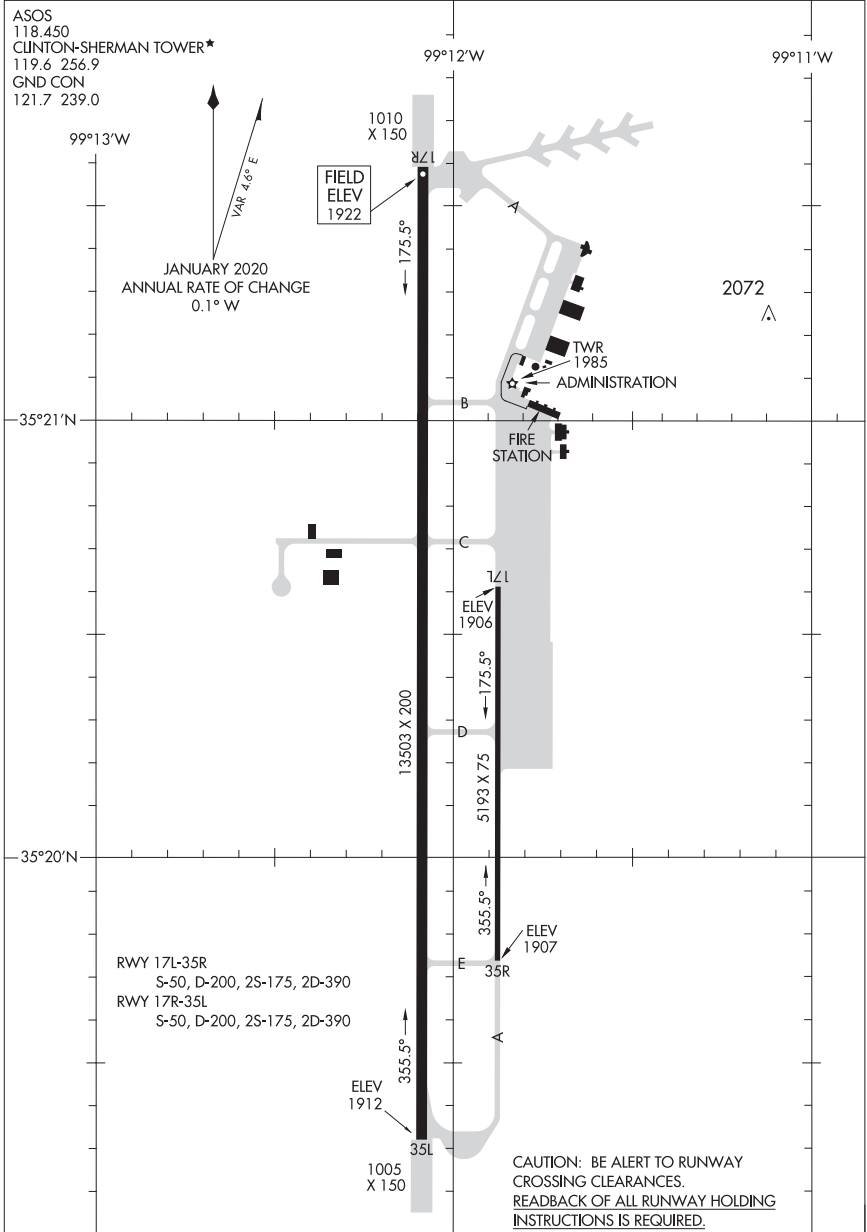 ASOS
118.450
CLINTON-SHERMAN TOWER★
119.6 256.9
GND CON
121.7 239.0
99°12'W
99°11'W
99°13'W
VAR 4.6° E
JANUARY 2020
ANNUAL RATE OF CHANGE
0.1° W
1010
X 150
17R
FIELD
ELEV
1922
175.5°
A
2072
TWR
1985
ADMINISTRATION
B
35°21'N
FIRE
STATION
C
17L
ELEV
1906
175.5°
13503 X 200
D
5193 X 75
35°20'N
355.5°
ELEV
1907
E
35R
RWY 17L-35R
S-50, D-200, 2S-175, 2D-390
RWY 17R-35L
S-50, D-200, 2S-175, 2D-390
355.5°
A
ELEV
1912
35L
1005
X 150
CAUTION: BE ALERT TO RUNWAY
CROSSING CLEARANCES.
READBACK OF ALL RUNWAY HOLDING
INSTRUCTIONS IS REQUIRED.